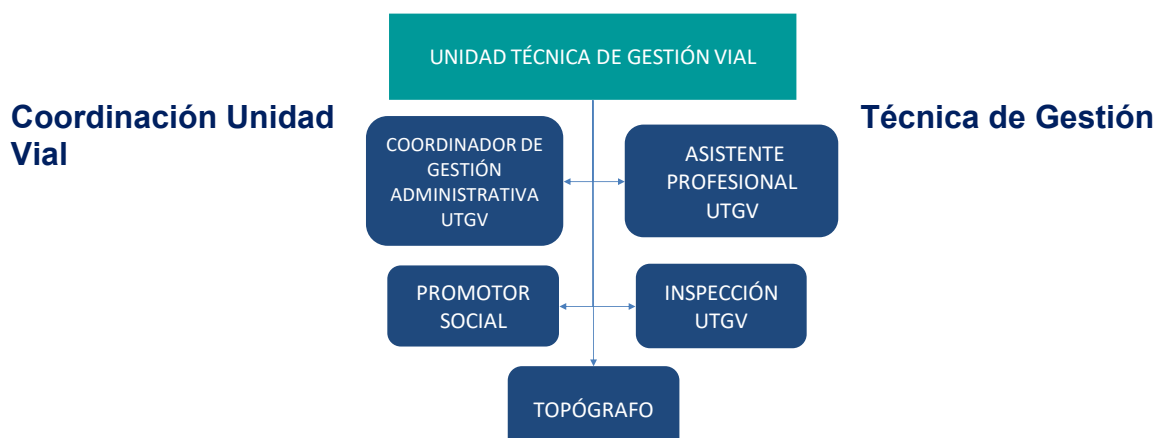 UNIDAD TÉCNICA DE GESTIÓN VIAL
Coordinación Unidad Técnica de Gestión
Vial
COORDINADOR DE
GESTIÓN
ADMINISTRATIVA
UTGV
ASISTENTE
PROFESIONAL
UTGV
PROMOTOR
SOCIAL
INSPECCIÓN
UTGV
TOPÓGRAFO